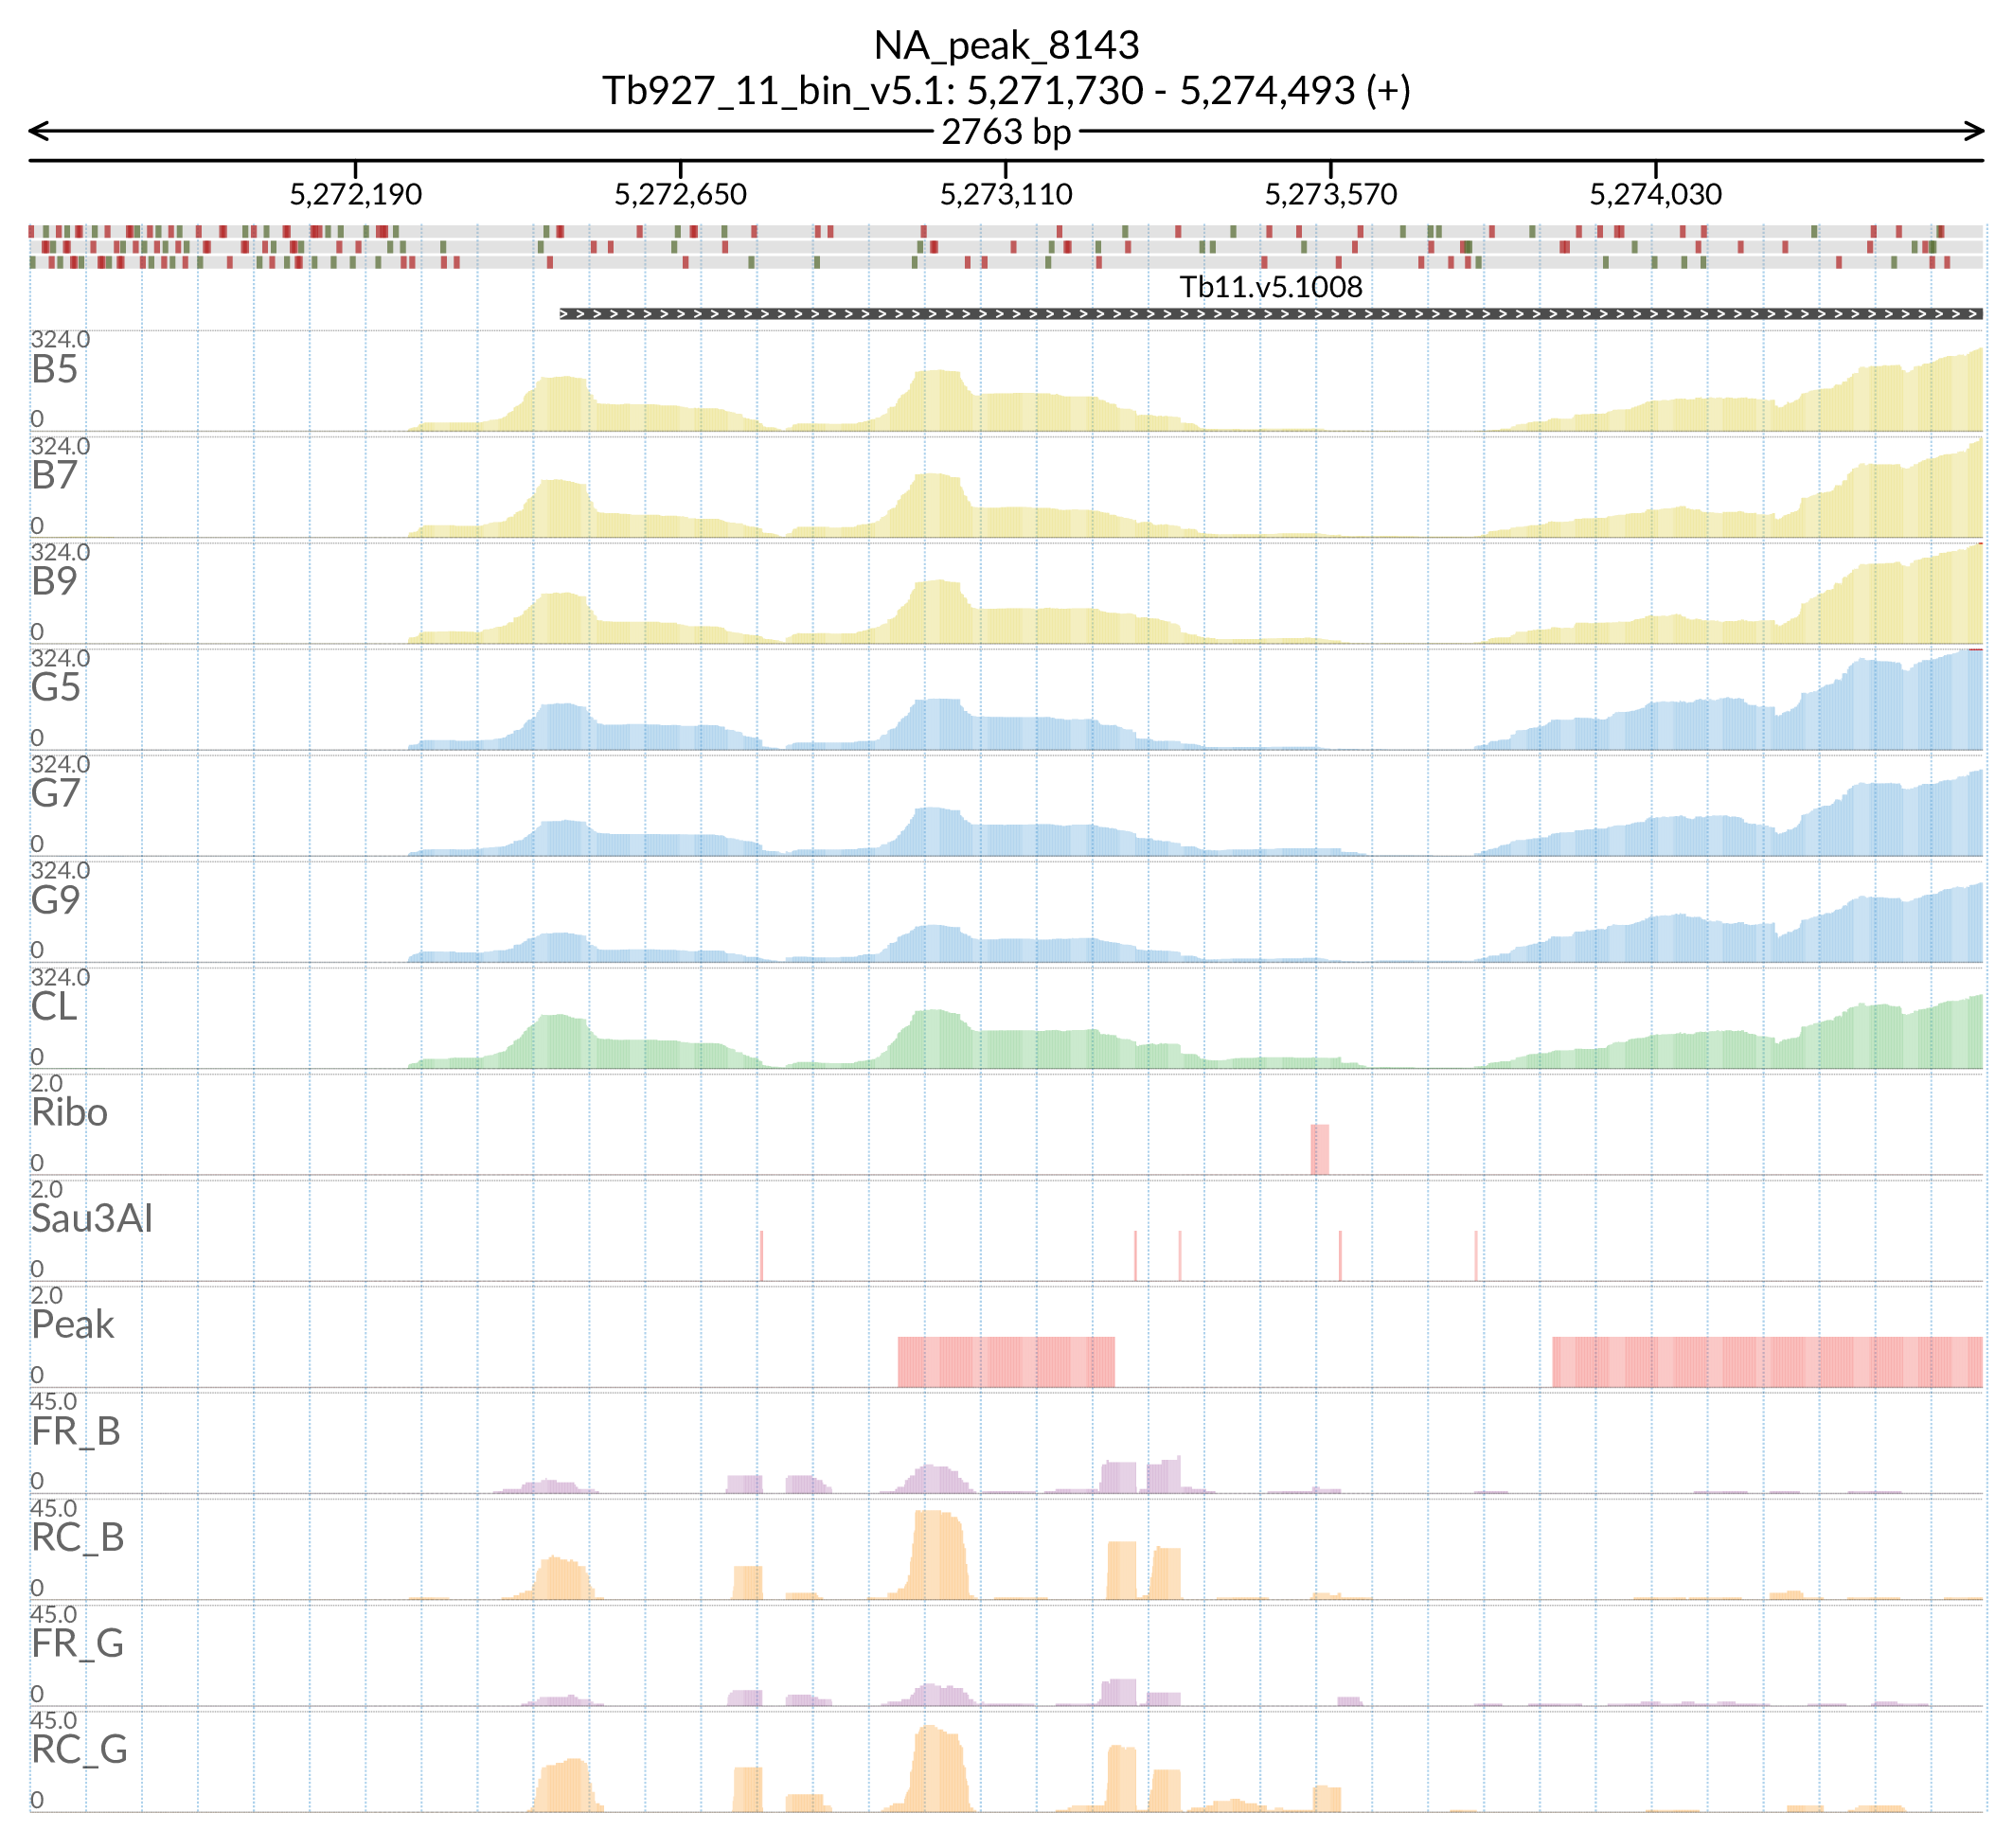 NA_peak_8143
Tb927_11_bin_v5.1: 5,271,730 - 5,274,493 (+)
2763 bp
5,272,190 5,272,650 5,273,110 5,273,570 5,274,030
Tb11.v5.1008
324.0
B5
0
324.0
B7
0
324.0
B9
0
324.0
G5
0
324.0
G7
0
324.0
G9
0
324.0
CL
0
2.0
Ribo
0
2.0
Sau3AI
0
2.0
Peak
0
45.0
FR_B
0
45.0
RC_B
0
45.0
FR_G
0
45.0
RC_G
0